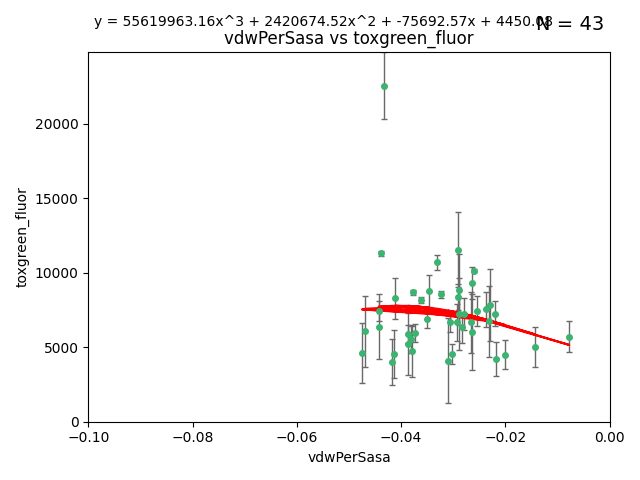 y = 55619963.16x^3 + 2420674.52x^2 + -75692.57x + 4450.08
N = 43
vdwPerSasa vs toxgreen_fluor
20000
15000
10000
5000
0
toxgreen_fluor
−0.10
−0.08
−0.06
−0.04
−0.02
0.00
vdwPerSasa